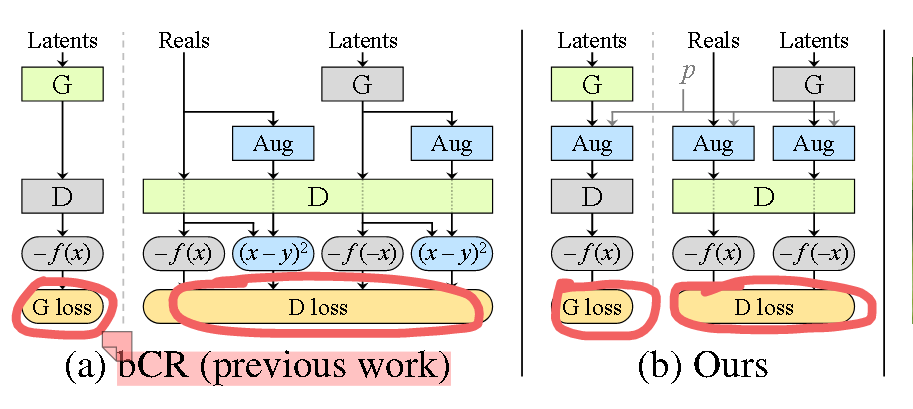 Latents Reals Latents
G G
Aug Aug
D D
−f(x) −f(x) (x−y)² −f(−x) (x−y)²
G loss D loss
(a) bCR (previous work)
Latents Reals Latents
G p G
Aug Aug Aug
D D
−f(x) −f(x) −f(−x)
G loss D loss
(b) Ours